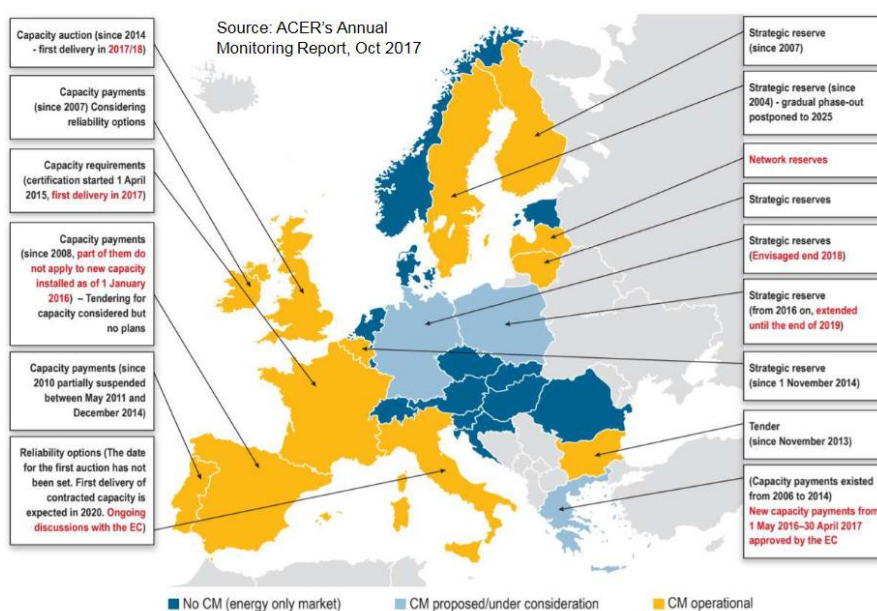 Source: ACER's Annual
Monitoring Report, Oct 2017
Capacity auction (since 2014
- first delivery in 2017/18)
Capacity payments
(since 2007) Considering
reliability options
Capacity requirements
(certification started 1 April
2015, first delivery in 2017)
Capacity payments
(since 2008, part of them do
not apply to new capacity
installed as of 1 January
2016) – Tendering for
capacity considered but
no plans
Capacity payments (since
2010 partially suspended
between May 2011 and
December 2014)
Reliability options (The date
for the first auction has not
been set. First delivery of
contracted capacity is
expected in 2020. Ongoing
discussions with the EC)
Strategic reserve
(since 2007)
Strategic reserve (since
2004) - gradual phase-out
postponed to 2025
Network reserves
Strategic reserves
Strategic reserves
(Envisaged end 2018)
Strategic reserve
(from 2016 on, extended
until the end of 2019)
Strategic reserve
(since 1 November 2014)
Tender
(since November 2013)
(Capacity payments existed
from 2006 to 2014)
New capacity payments from
1 May 2016–30 April 2017
approved by the EC
No CM (energy only market)
CM proposed/under consideration
CM operational